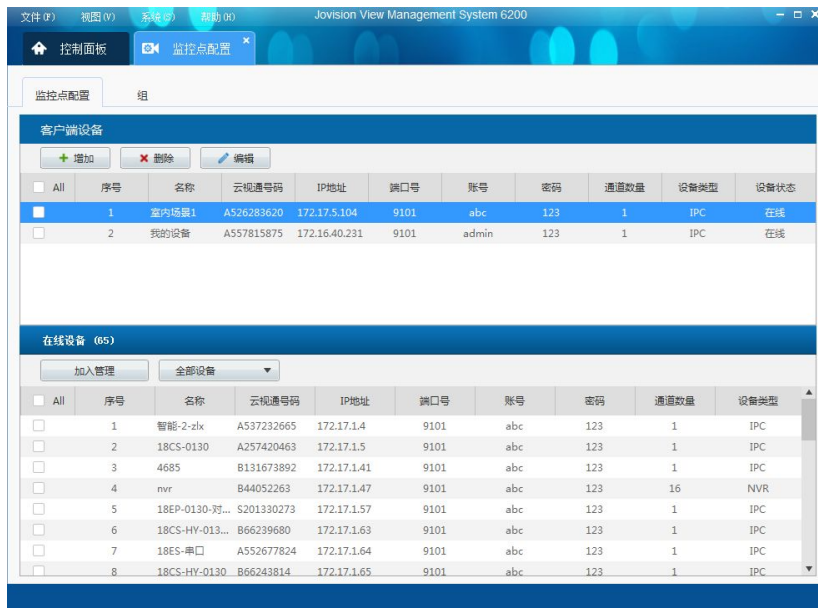 文件(F) 视图(V) 系统(S) 帮助(H) Jovision View Management System 6200
控制面板 监控点配置
监控点配置 组
客户端设备
增加 删除 编辑
All 序号 名称 云视通号码 IP地址 端口号 账号 密码 通道数量 设备类型 设备状态
1 室内场景1 A526283620 172.17.5.104 9101 abc 123 1 IPC 在线
2 我的设备 A557815875 172.16.40.231 9101 admin 123 1 IPC 在线
在线设备 (65)
加入管理 全部设备
All 序号 名称 云视通号码 IP地址 端口号 账号 密码 通道数量 设备类型
1 智能-2-zlx A537232665 172.17.1.4 9101 abc 123 1 IPC
2 18CS-0130 A257420463 172.17.1.5 9101 abc 123 1 IPC
3 4685 B131673892 172.17.1.41 9101 abc 123 1 IPC
4 nvr B44052263 172.17.1.47 9101 abc 123 16 NVR
5 18EP-0130-对... S201330273 172.17.1.57 9101 abc 123 1 IPC
6 18CS-HY-013... B66239680 172.17.1.63 9101 abc 123 1 IPC
7 18ES-串口 A552677824 172.17.1.64 9101 abc 123 1 IPC
8 18CS-HY-0130 B66243814 172.17.1.65 9101 abc 123 1 IPC